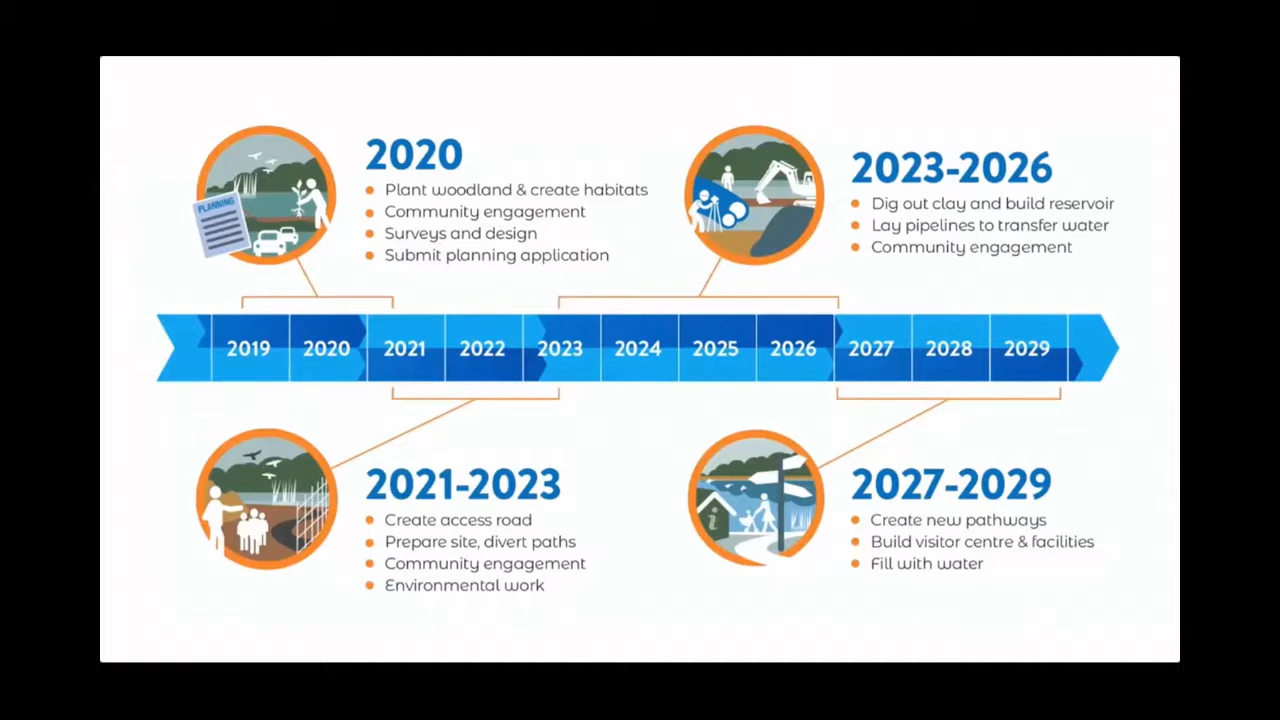 2020
Plant woodland & create habitats
Community engagement
Surveys and design
Submit planning application
PLANNING
2023-2026
Dig out clay and build reservoir
Lay pipelines to transfer water
Community engagement
2019 2020 2021 2022 2023 2024 2025 2026 2027 2028 2029
2021-2023
Create access road
Prepare site, divert paths
Community engagement
Environmental work
2027-2029
Create new pathways
Build visitor centre & facilities
Fill with water
i